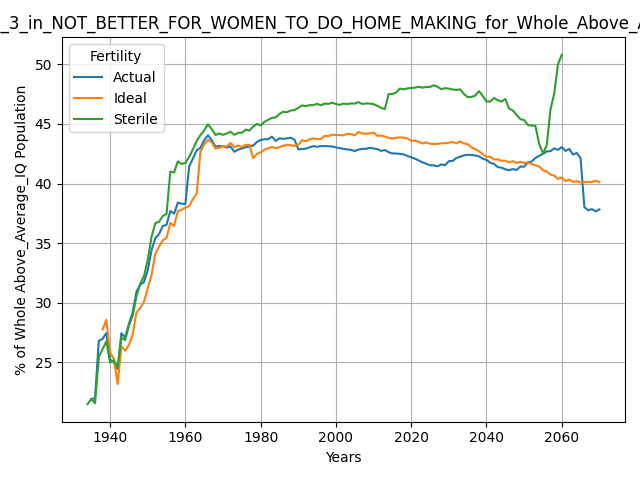 _3_in_NOT_BETTER_FOR_WOMEN_TO_DO_HOME_MAKING_for_Whole_Above_A
Fertility
Actual
Ideal
Sterile
% of Whole Above_Average_IQ Population
50
45
40
35
30
25
1940
1960
1980
2000
2020
2040
2060
Years